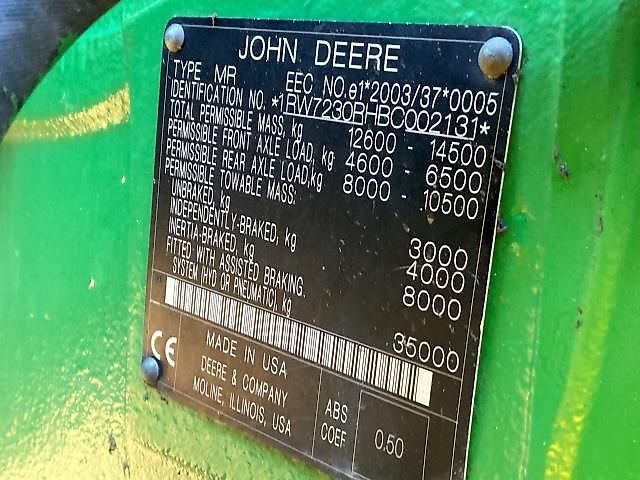 JOHN DEERE
TYPE MR EEC NO.e1*2003/37*0005
IDENTIFICATION NO. *1RW7230RHBC002131*
TOTAL PERMISSIBLE MASS, kg 12600 - 14500
PERMISSIBLE FRONT AXLE LOAD, kg 4600 - 6500
PERMISSIBLE REAR AXLE LOAD,kg 8000 - 10500
PERMISSIBLE TOWABLE MASS:
UNBRAKED, kg 3000
INDEPENDENTLY-BRAKED, kg 4000
INERTIA-BRAKED, kg 8000
FITTED WITH ASSISTED BRAKING
SYSTEM (HYD OR PNEUMATIC), kg 35000
CE
MADE IN USA
DEERE & COMPANY
MOLINE, ILLINOIS, USA
ABS
COEF
0.50